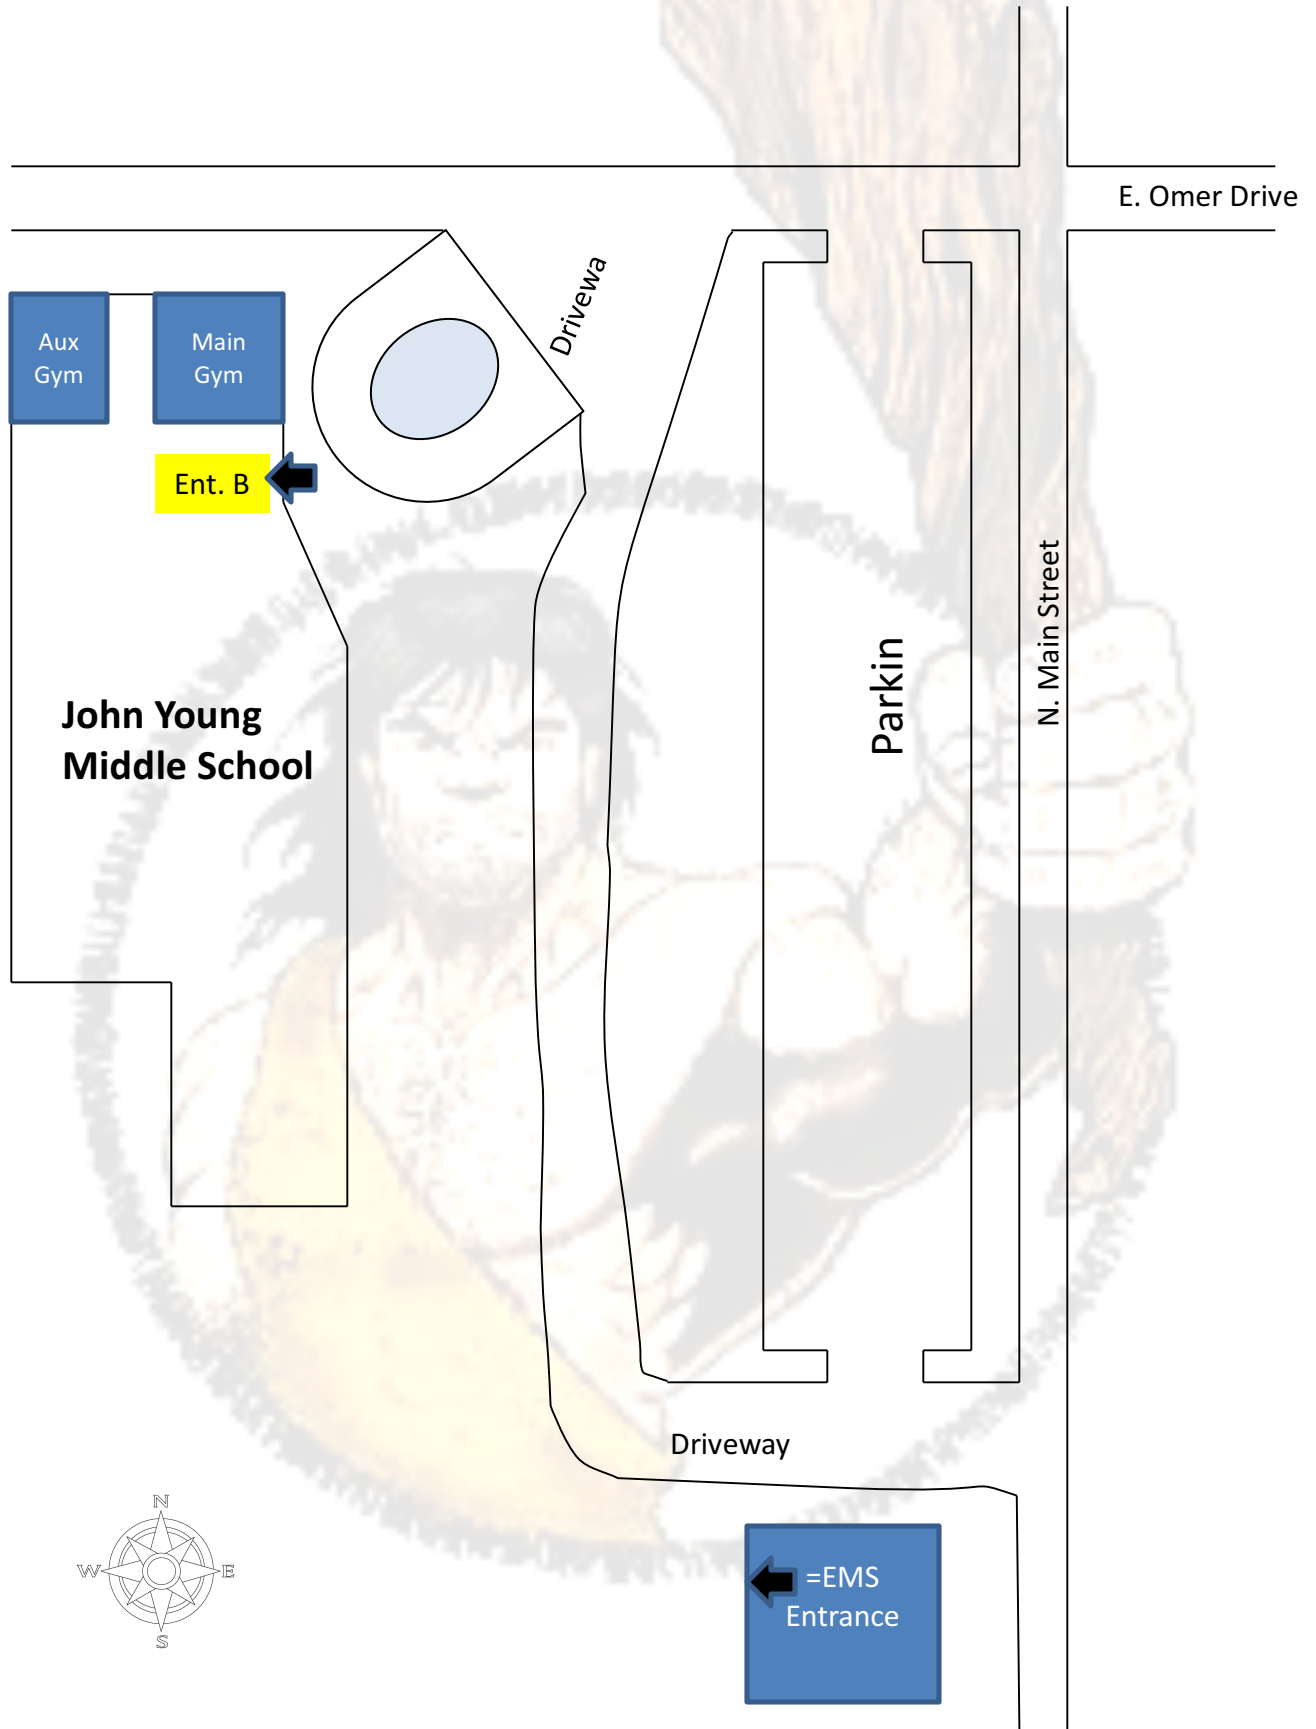 E. Omer Drive
Drivewa
Aux
Gym
Main
Gym
Ent. B
N. Main Street
Parkin
John Young
Middle School
Driveway
N
W
E
S
=EMS
Entrance